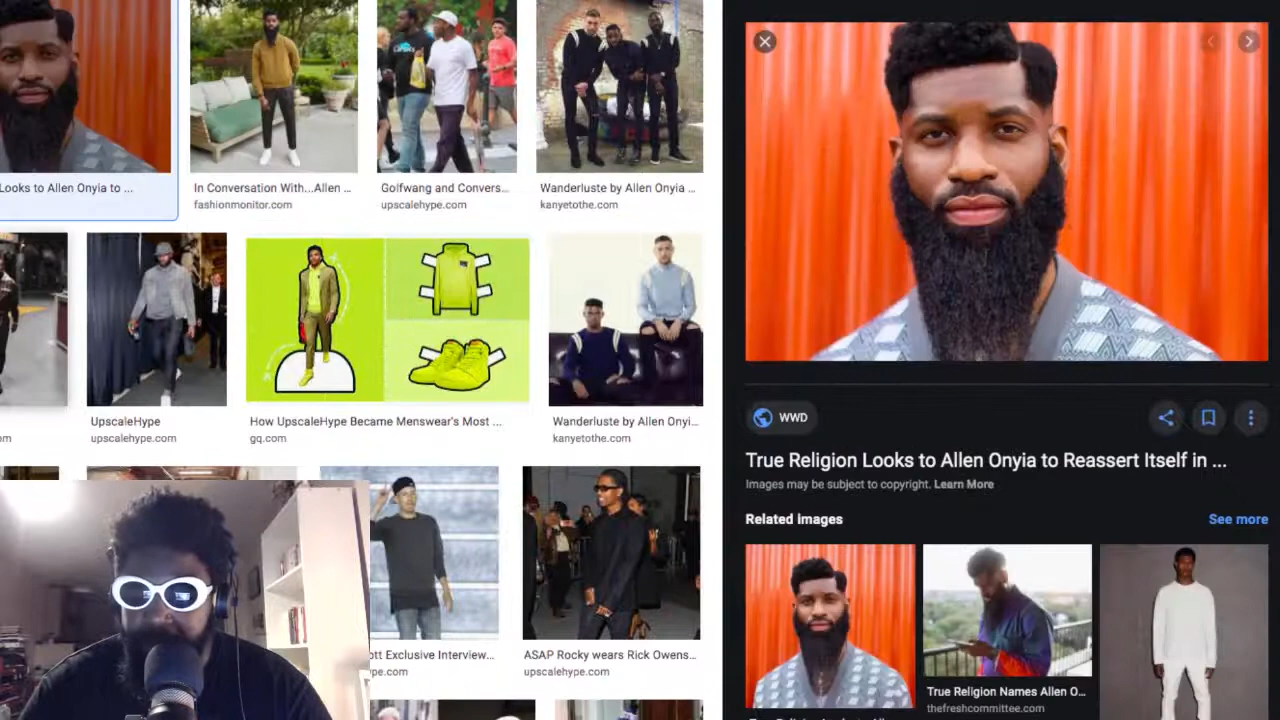 Looks to Allen Onyia to ...
In Conversation With...Allen ...
fashionmonitor.com
Golfwang and Convers...
upscalehype.com
Wanderluste by Allen Onyia ...
kanyetothe.com
om
UpscaleHype
upscalehype.com
How UpscaleHype Became Menswear's Most ...
gq.com
Wanderluste by Allen Onyi...
kanyetothe.com
ott Exclusive Interview...
pe.com
ASAP Rocky wears Rick Owens...
upscalehype.com
WWD
True Religion Looks to Allen Onyia to Reassert Itself in ...
Images may be subject to copyright. Learn More
Related images
See more
True Religion Names Allen O...
thefreshcommittee.com